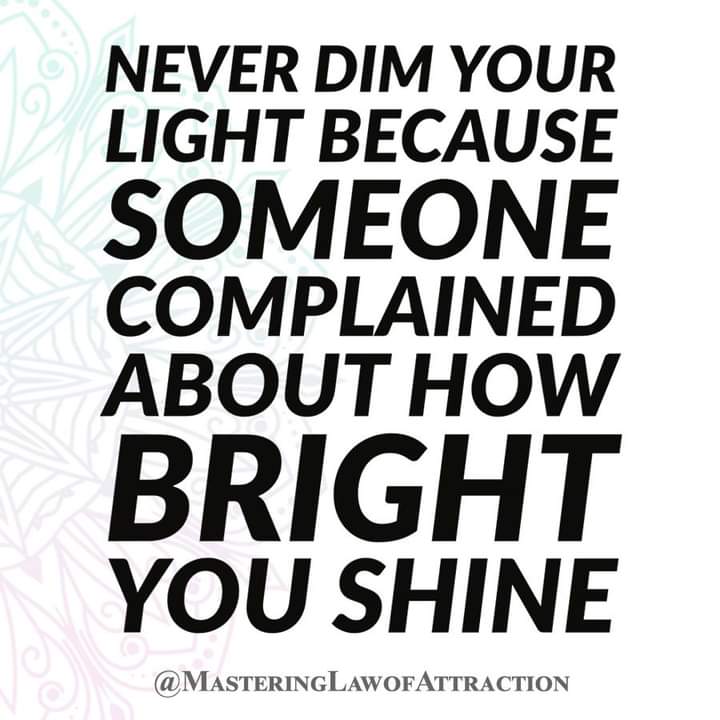 NEVER DIM YOUR
LIGHT BECAUSE
SOMEONE
COMPLAINED
ABOUT HOW
BRIGHT
YOU SHINE
@MasteringLawofAttraction